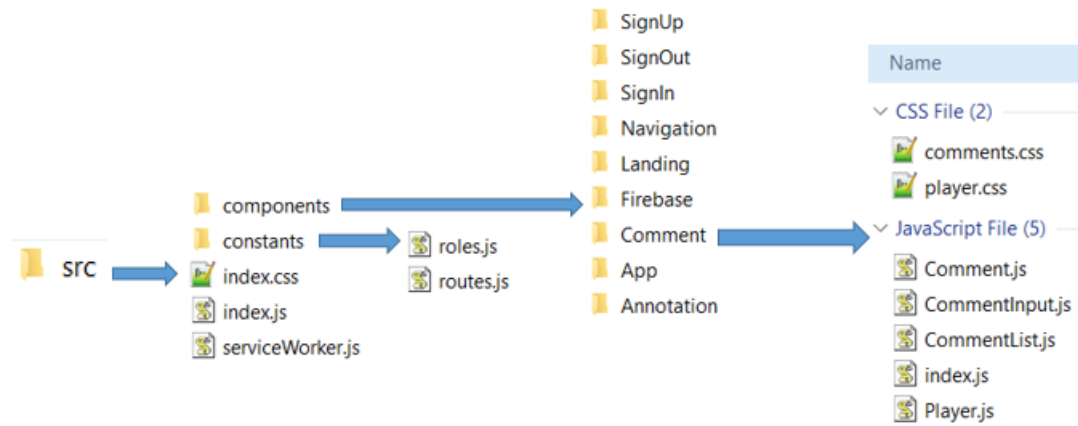 src
components
constants
index.css
index.js
serviceWorker.js
roles.js
routes.js
SignUp
SignOut
SignIn
Navigation
Landing
Firebase
Comment
App
Annotation
Name
CSS File (2)
comments.css
player.css
JavaScript File (5)
Comment.js
CommentInput.js
CommentList.js
index.js
Player.js